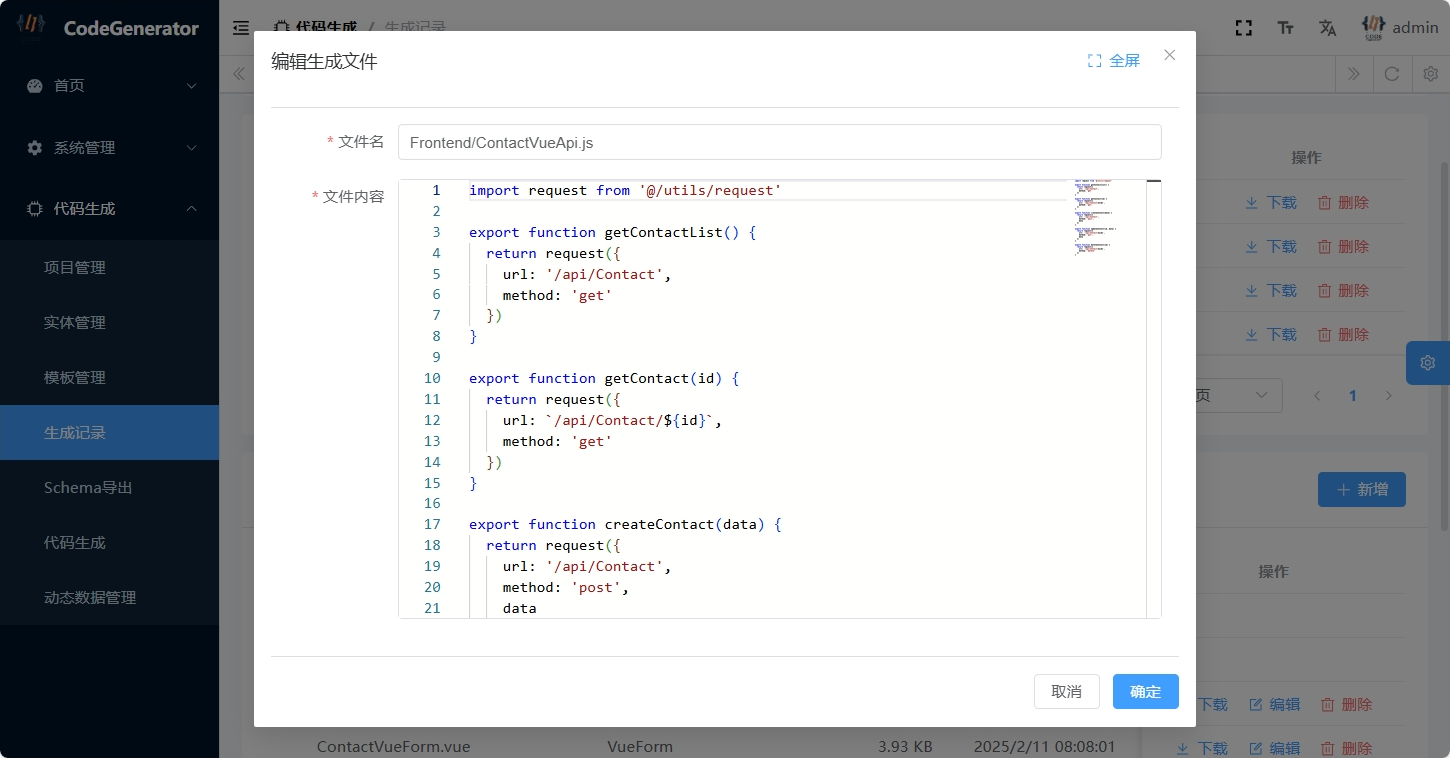 CodeGenerator
代码生成 / 生成记录
admin
首页
系统管理
代码生成
项目管理
实体管理
模板管理
生成记录
Schema导出
代码生成
动态数据管理
编辑生成文件
全屏
* 文件名
Frontend/ContactVueApi.js
* 文件内容
1 import request from '@/utils/request'
2
3 export function getContactList() {
4 return request({
5 url: '/api/Contact',
6 method: 'get'
7 })
8 }
9
10 export function getContact(id) {
11 return request({
12 url: `/api/Contact/${id}`,
13 method: 'get'
14 })
15 }
16
17 export function createContact(data) {
18 return request({
19 url: '/api/Contact',
20 method: 'post',
21 data
取消
确定
操作
下载 删除
下载 删除
下载 删除
下载 删除
页
1
新增
操作
下载 编辑 删除
ContactVueForm.vue VueForm 3.93 KB 2025/2/11 08:08:01 下载 编辑 删除